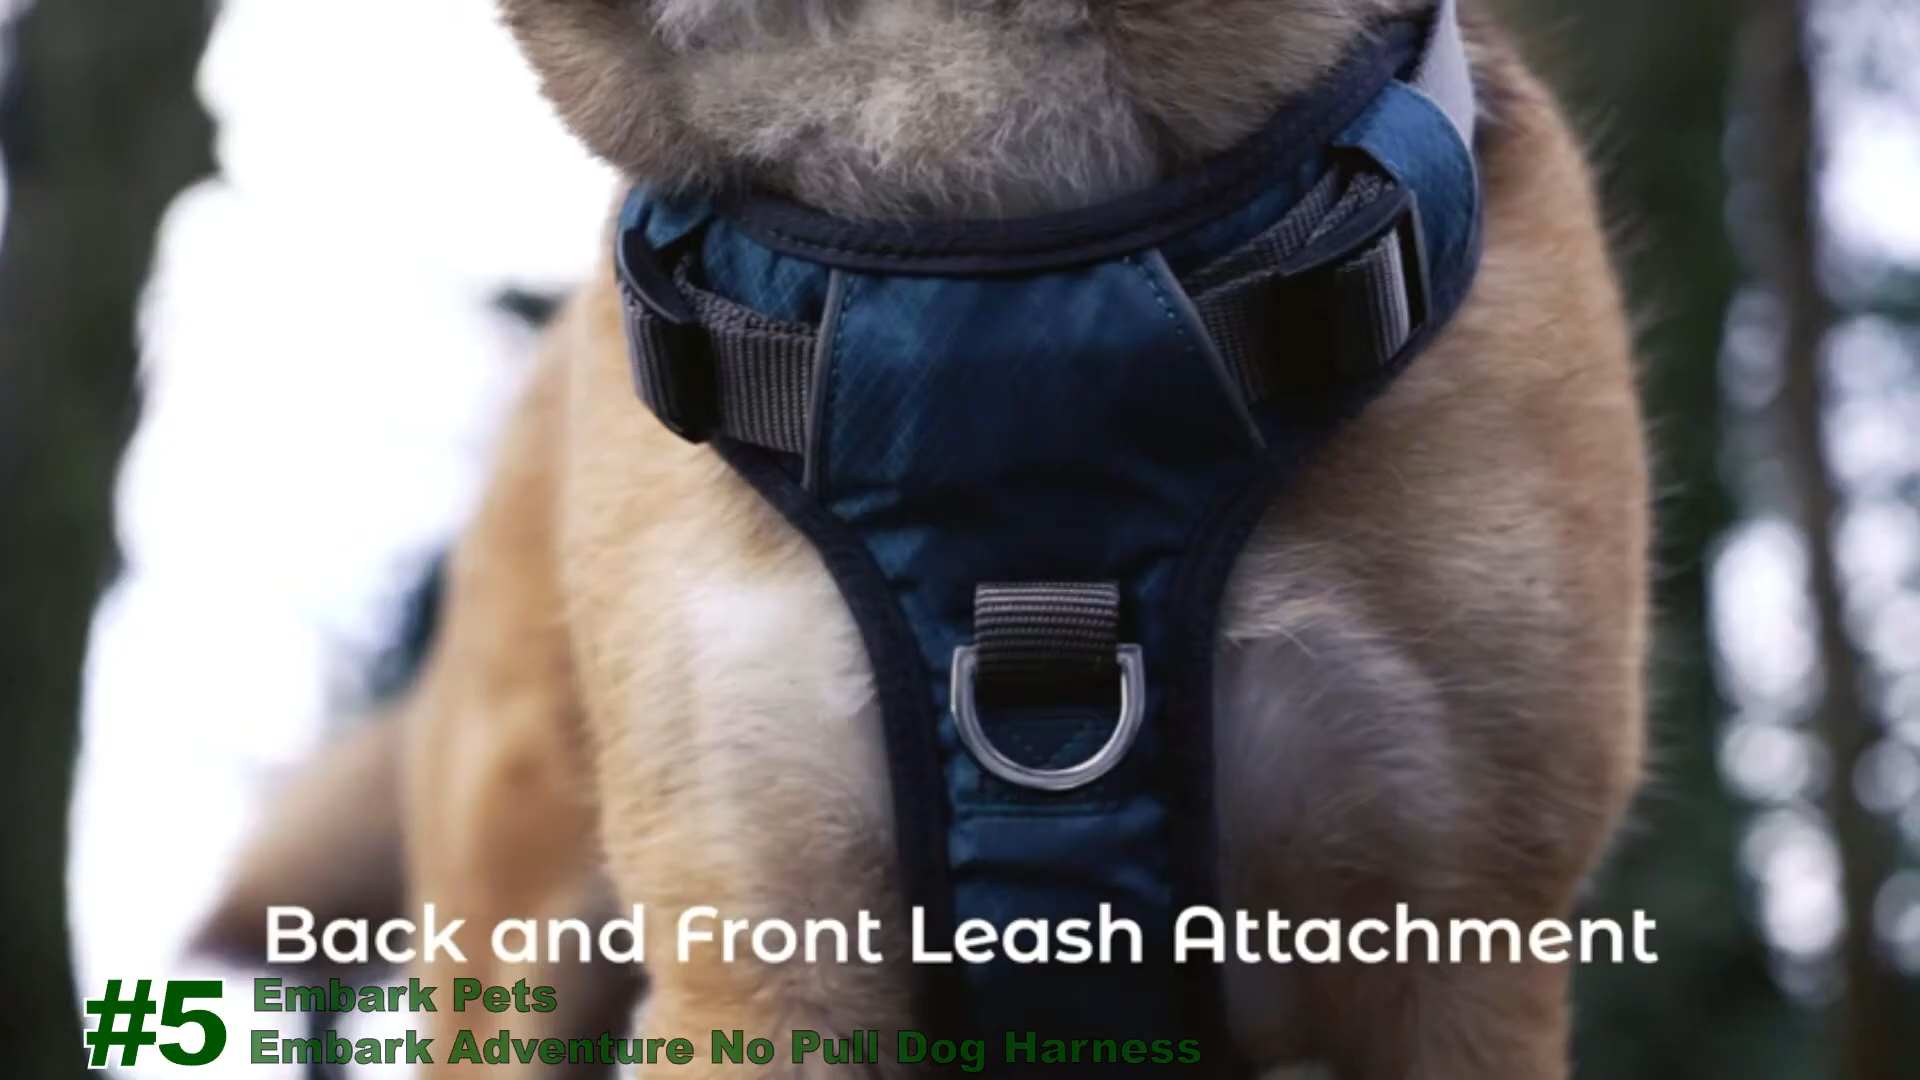 Back and Front Leash Attachment
#5 Embark Pets
Embark Adventure No Pull Dog Harness